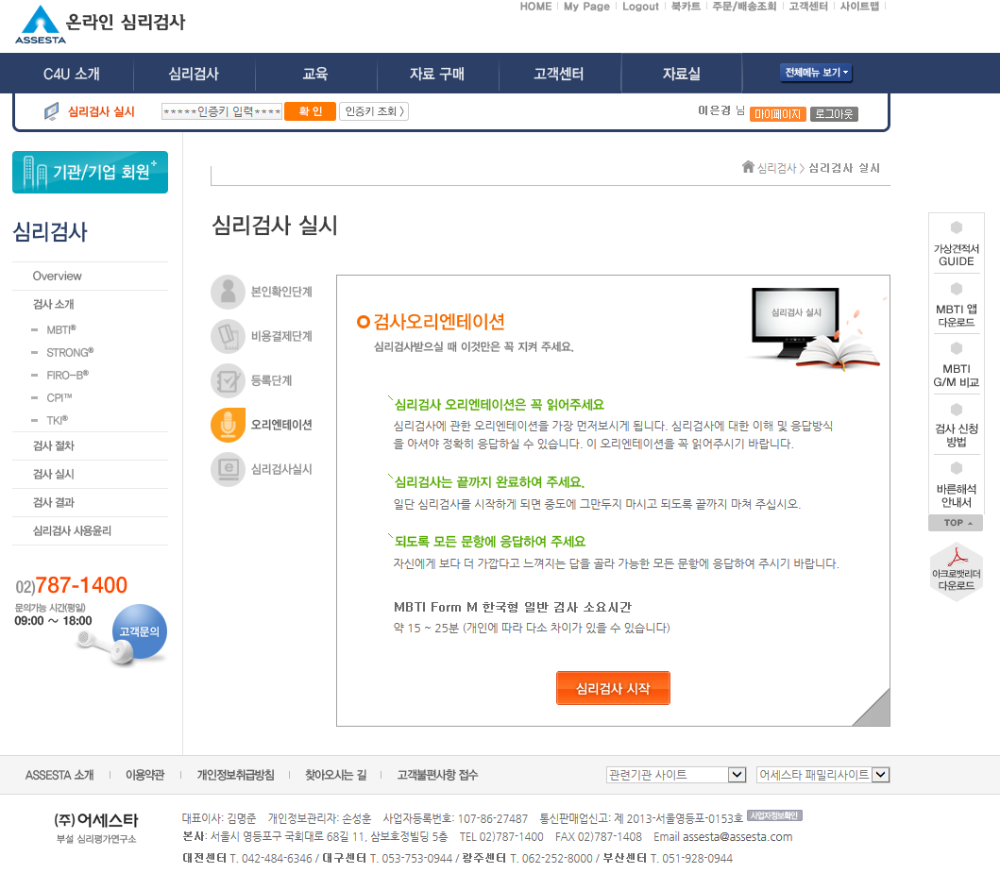 HOME My Page Logout 북카트 주문/배송조회 고객센터 사이트맵
ASSESTA 온라인 심리검사
C4U 소개 심리검사 교육 자료 구매 고객센터 자료실 전체메뉴 보기
심리검사 실시 *****인증키 입력**** 확 인 인증키 조회 > 이은경 님 마이페이지 로그아웃
기관/기업 회원+
심리검사 > 심리검사 실시
심리검사
Overview
검사 소개
MBTI®
STRONG®
FIRO-B®
CPI™
TKI®
검사 절차
검사 실시
검사 결과
심리검사 사용윤리
02)787-1400
문의가능 시간(평일)
09:00 ~ 18:00
고객문의
심리검사 실시
본인확인단계
비용결제단계
등록단계
오리엔테이션
심리검사실시
검사오리엔테이션
심리검사받으실 때 이것만은 꼭 지켜 주세요.
심리검사 실시
심리검사 오리엔테이션은 꼭 읽어주세요
심리검사에 관한 오리엔테이션을 가장 먼저보시게 됩니다. 심리검사에 대한 이해 및 응답방식
을 아셔야 정확히 응답하실 수 있습니다. 이 오리엔테이션을 꼭 읽어주시기 바랍니다.
심리검사는 끝까지 완료하여 주세요.
일단 심리검사를 시작하게 되면 중도에 그만두지 마시고 되도록 끝까지 마쳐 주십시오.
되도록 모든 문항에 응답하여 주세요
자신에게 보다 더 가깝다고 느껴지는 답을 골라 가능한 모든 문항에 응답하여 주시기 바랍니다.
MBTI Form M 한국형 일반 검사 소요시간
약 15 ~ 25분 (개인에 따라 다소 차이가 있을 수 있습니다)
심리검사 시작
가상견적서
GUIDE
MBTI 앱
다운로드
MBTI
G/M 비교
검사 신청
방법
바른해석
안내서
TOP
아크로뱃리더
다운로드
ASSESTA 소개 이용약관 개인정보취급방침 찾아오시는 길 고객불편사항 접수 관련기관 사이트 어세스타 패밀리사이트
(주)어세스타
부설 심리평가연구소
대표이사: 김명준 개인정보관리자: 손성훈 사업자등록번호: 107-86-27487 통신판매업신고: 제 2013-서울영등포-0153호 사업자정보확인
본사: 서울시 영등포구 국회대로 68길 11, 삼보호정빌딩 5층 TEL 02)787-1400 FAX 02)787-1408 Email assesta@assesta.com
대전센터 T. 042-484-6346 / 대구센터 T. 053-753-0944 / 광주센터 T. 062-252-8000 / 부산센터 T. 051-928-0944